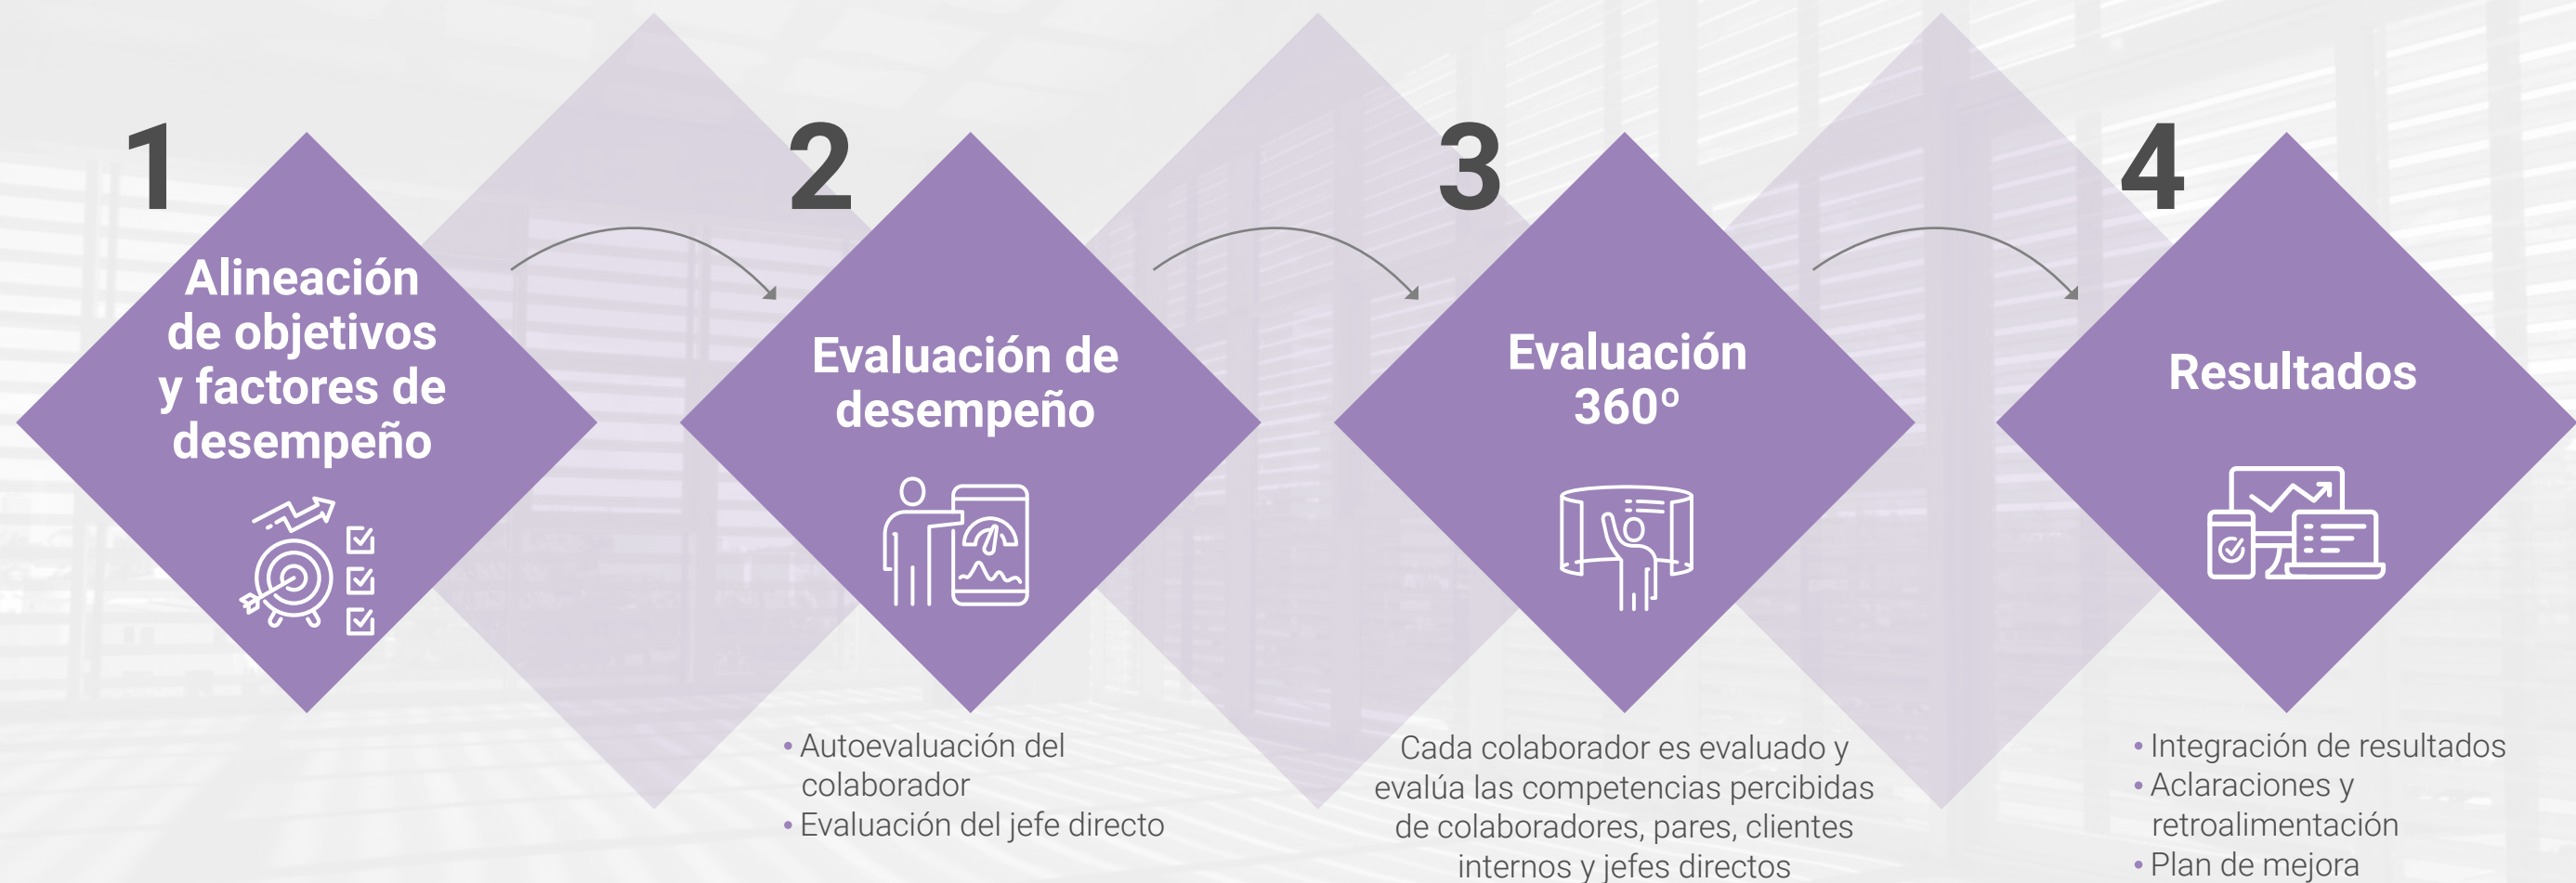 1
Alineación
de objetivos
y factores de
desempeño
2
Evaluación de
desempeño
• Autoevaluación del
colaborador
• Evaluación del jefe directo
3
Evaluación
360º
Cada colaborador es evaluado y
evalúa las competencias percibidas
de colaboradores, pares, clientes
internos y jefes directos
4
Resultados
• Integración de resultados
• Aclaraciones y
retroalimentación
• Plan de mejora